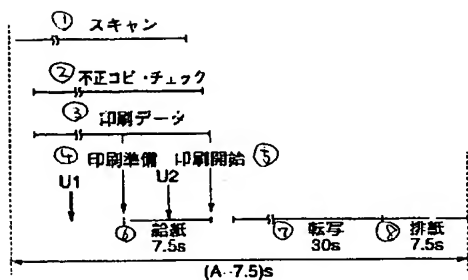 ① スキャン
② 不正コピ・チェック
③ 印刷データ
④ 印刷準備 印刷開始 ⑤
U1 U2
⑥ 給紙 ⑦ 転写 ⑧ 排紙
7.5s 30s 7.5s
(A-7.5)s